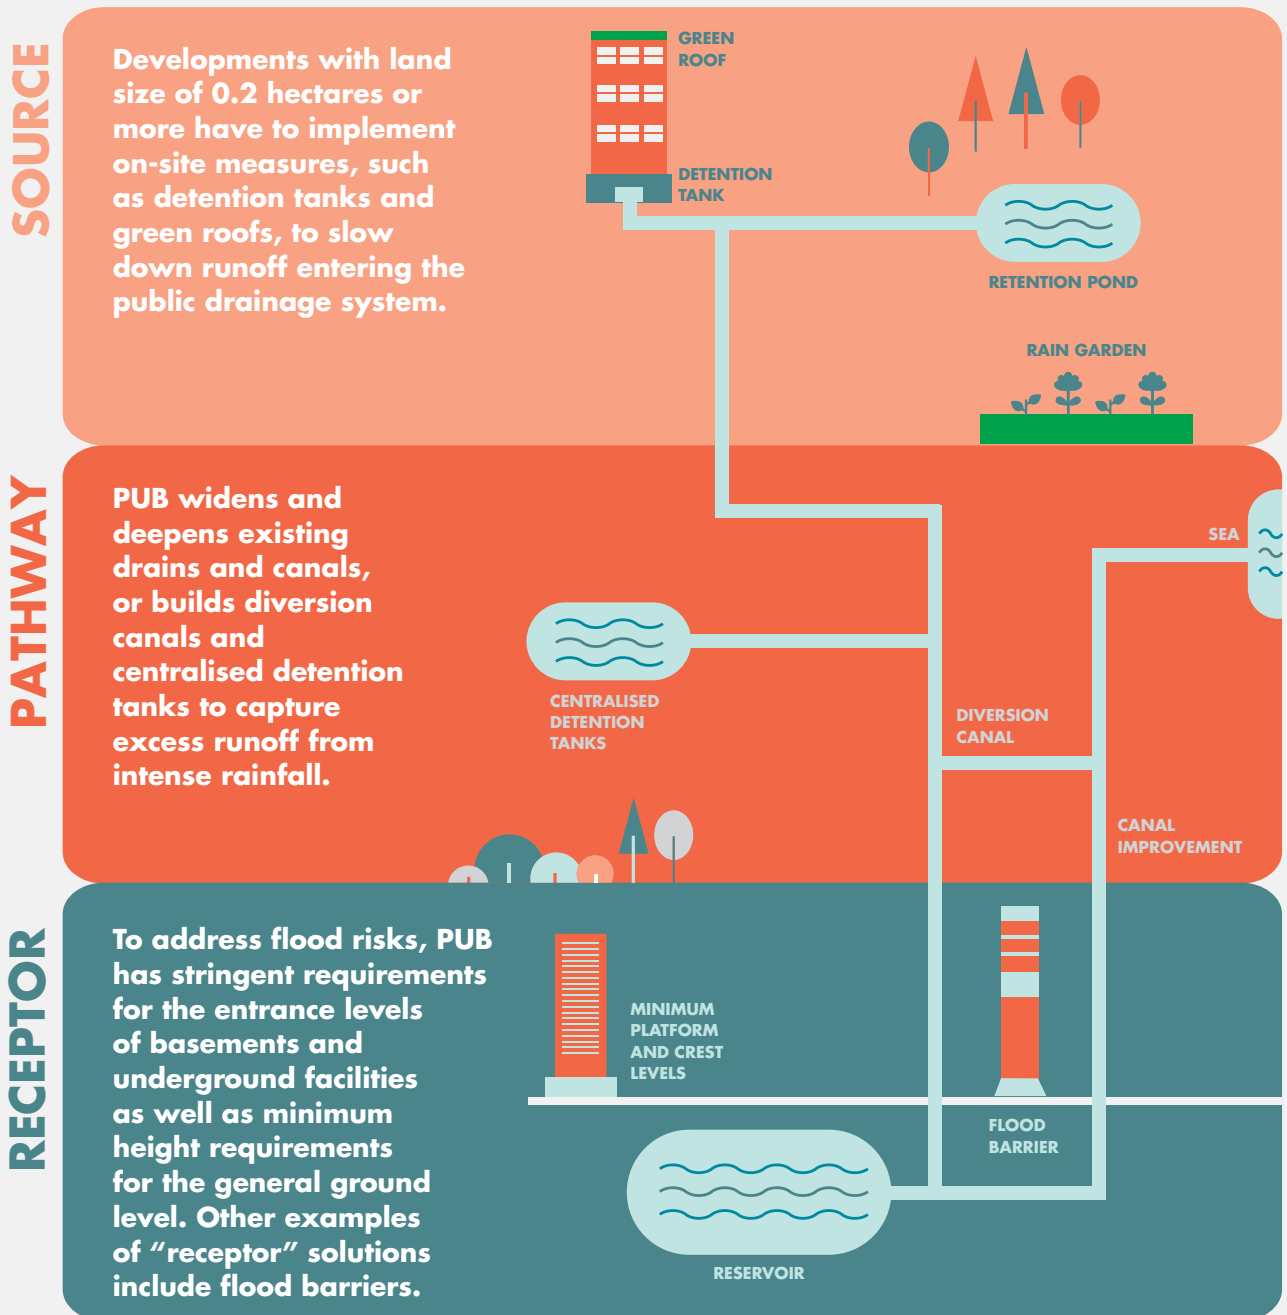 SOURCE
Developments with land
size of 0.2 hectares or
more have to implement
on-site measures, such
as detention tanks and
green roofs, to slow
down runoff entering the
public drainage system.
GREEN
ROOF
DETENTION
TANK
RETENTION POND
RAIN GARDEN
PATHWAY
PUB widens and
deepens existing
drains and canals,
or builds diversion
canals and
centralised detention
tanks to capture
excess runoff from
intense rainfall.
SEA
CENTRALISED
DETENTION
TANKS
DIVERSION
CANAL
CANAL
IMPROVEMENT
RECEPTOR
To address flood risks, PUB
has stringent requirements
for the entrance levels
of basements and
underground facilities
as well as minimum
height requirements
for the general ground
level. Other examples
of “receptor” solutions
include flood barriers.
MINIMUM
PLATFORM
AND CREST
LEVELS
FLOOD
BARRIER
RESERVOIR